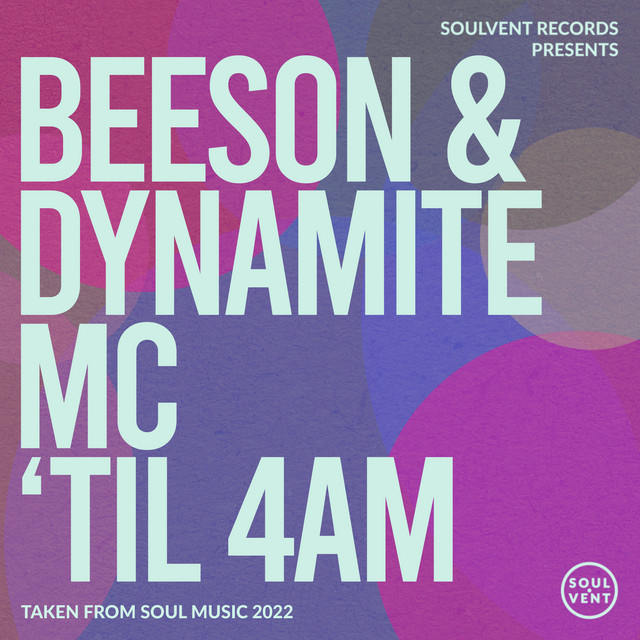 SOULVENT RECORDS
PRESENTS
BEESON &
DYNAMITE
MC
‘TIL 4AM
TAKEN FROM SOUL MUSIC 2022
SOUL
VENT